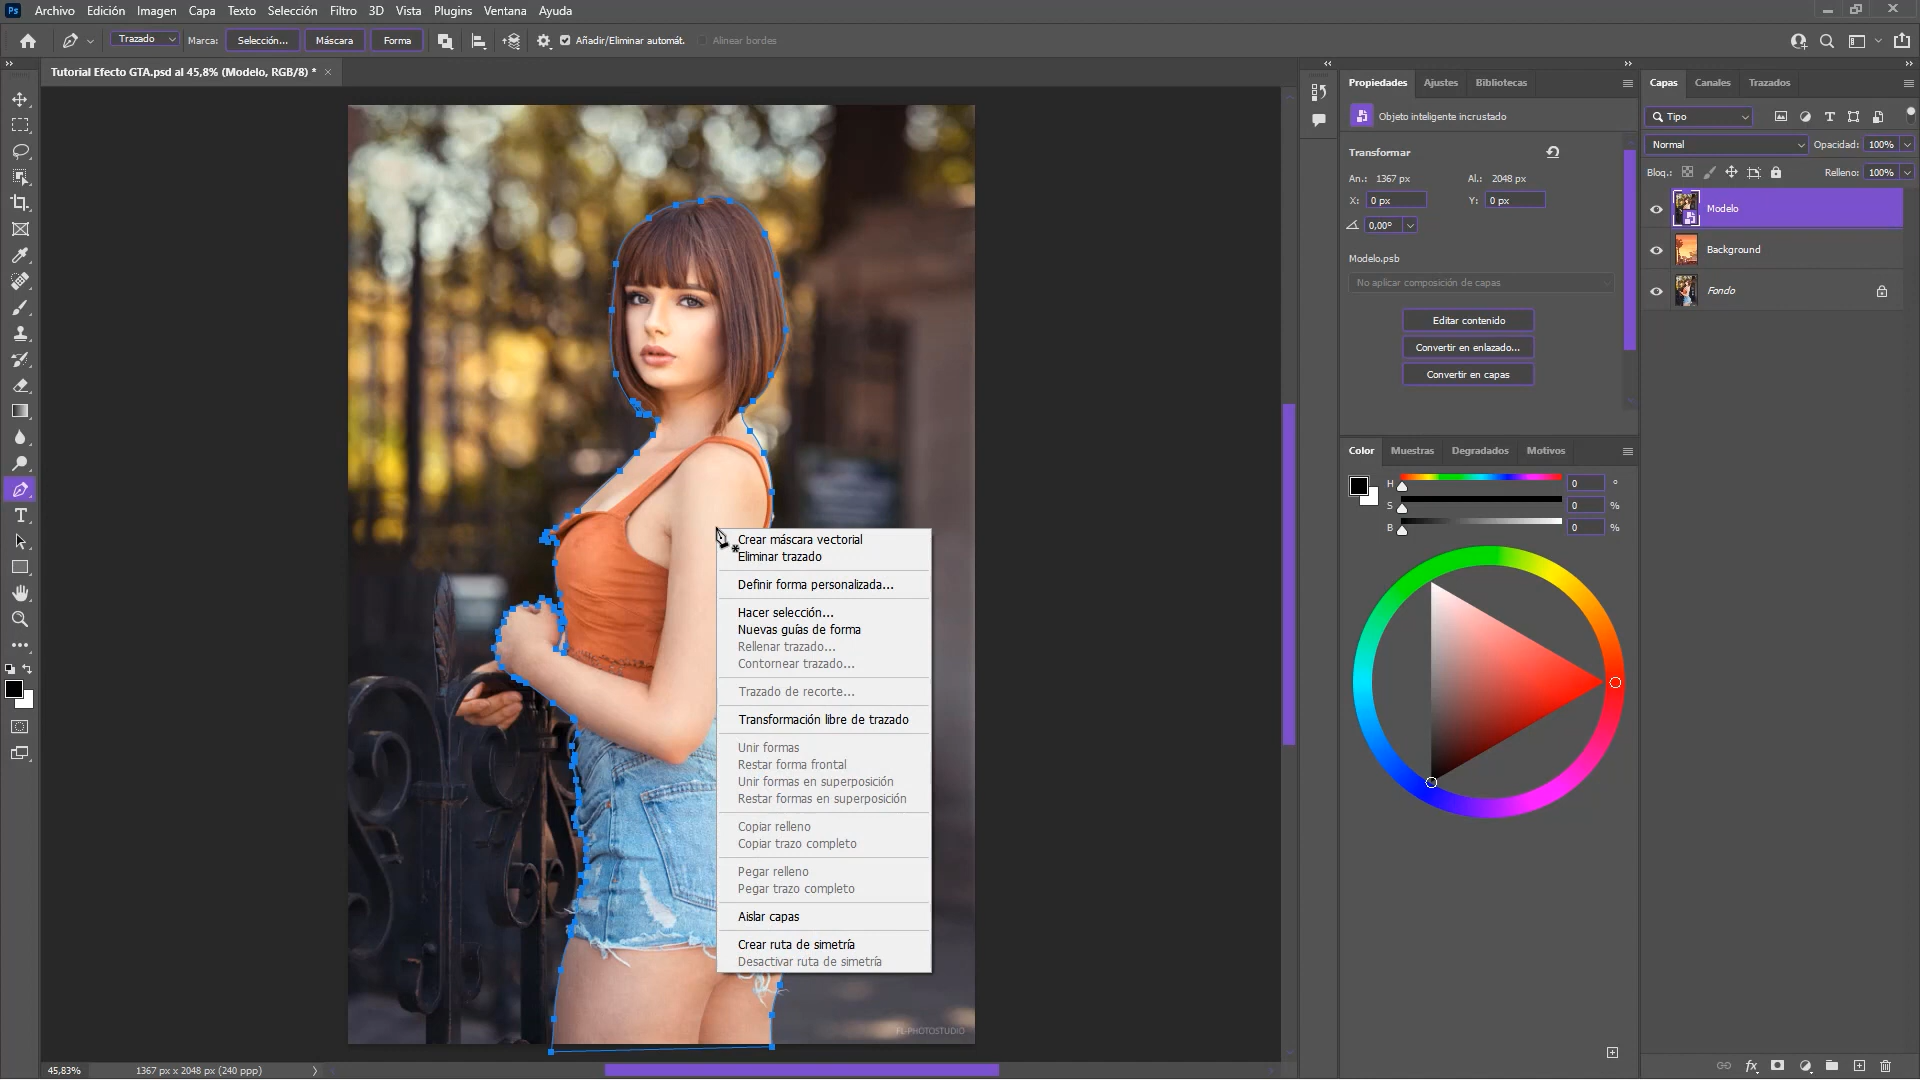 Ps Archivo Edición Imagen Capa Texto Selección Filtro 3D Vista Plugins Ventana Ayuda
Trazado Marca: Selección... Máscara Forma Añadir/Eliminar automát. Alinear bordes
Tutorial Efecto GTA.psd al 45,8% (Modelo, RGB/8) * ×
Crear máscara vectorial
Eliminar trazado
Definir forma personalizada...
Hacer selección...
Nuevas guías de forma
Rellenar trazado...
Contornear trazado...
Trazado de recorte...
Transformación libre de trazado
Unir formas
Restar forma frontal
Unir formas en superposición
Restar formas en superposición
Copiar relleno
Copiar trazo completo
Pegar relleno
Pegar trazo completo
Aislar capas
Crear ruta de simetría
Desactivar ruta de simetría
FL-PHOTOSTUDIO
45,83% 1367 px x 2048 px (240 ppp)
Propiedades Ajustes Bibliotecas
Objeto inteligente incrustado
Transformar
An.: 1367 px Al.: 2048 px
X: 0 px Y: 0 px
0,00°
Modelo.psb
No aplicar composición de capas
Editar contenido
Convertir en enlazado...
Convertir en capas
Color Muestras Degradados Motivos
H 0 °
S 0 %
B 0 %
Capas Canales Trazados
Tipo
Normal Opacidad: 100%
Bloq.: Relleno: 100%
Modelo
Background
Fondo
fx